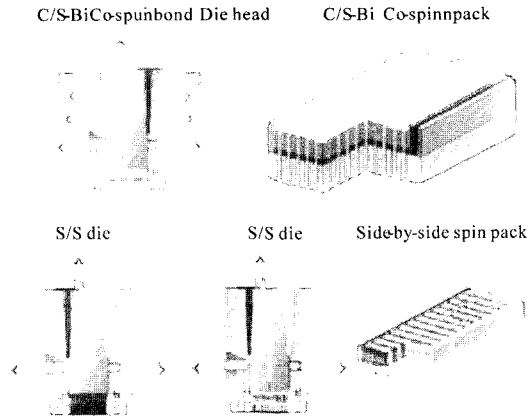 C/S-BiCo-spunbond Die head
C/S-Bi Co-spinnpack
S/S die
S/S die
Side-by-side spin pack